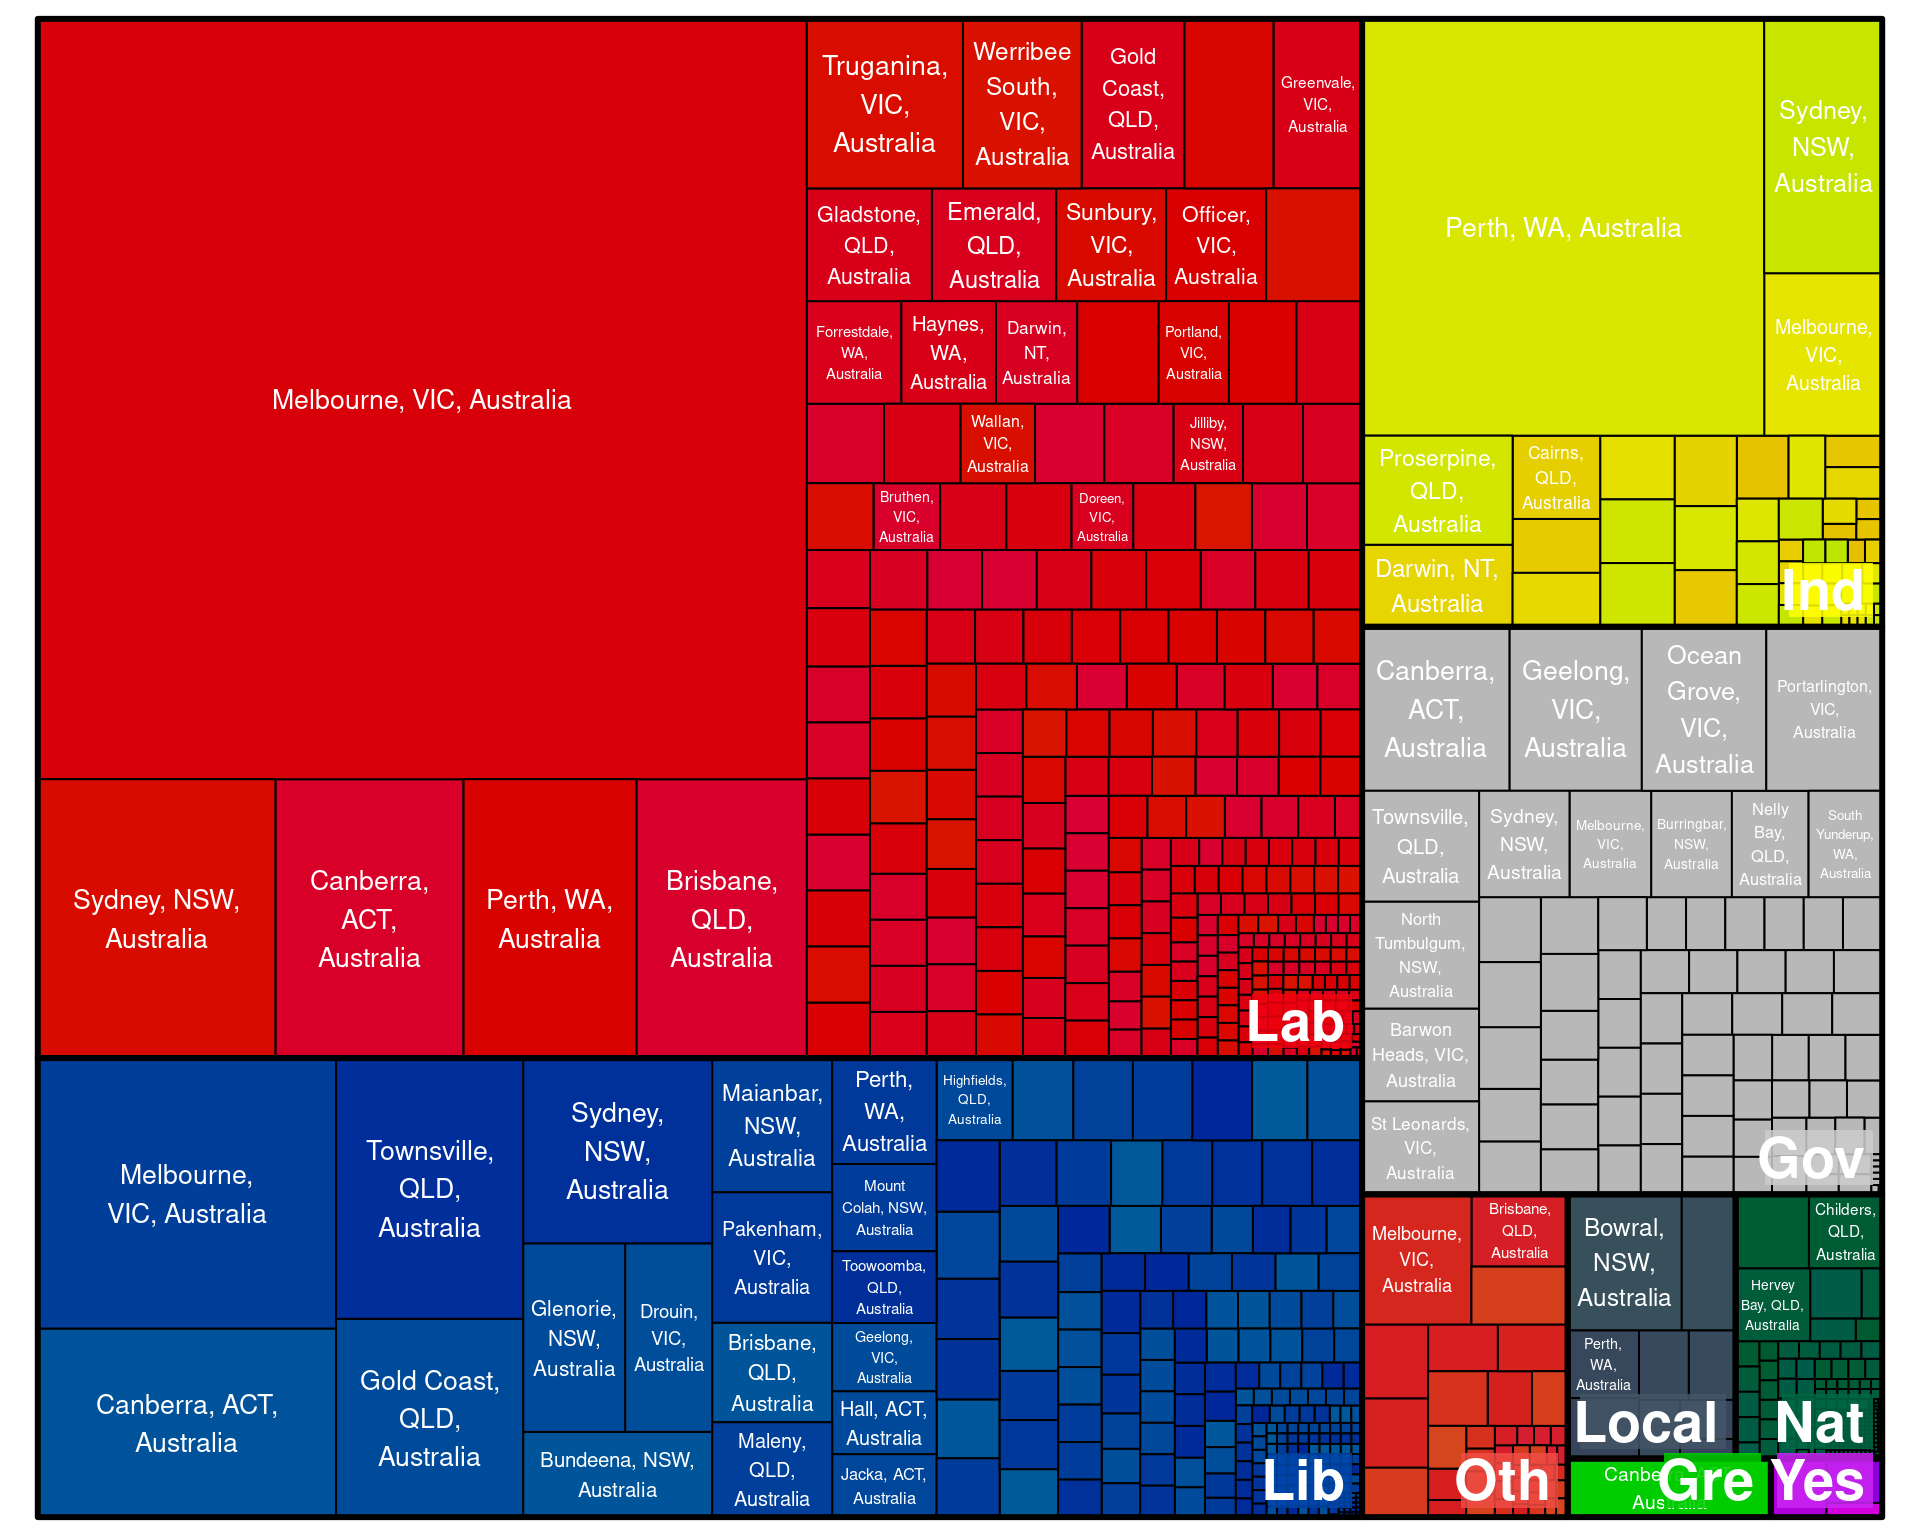 Melbourne, VIC, Australia
Sydney, NSW,
Australia
Canberra,
ACT,
Australia
Perth, WA,
Australia
Brisbane,
QLD,
Australia
Truganina,
VIC,
Australia
Werribee
South,
VIC,
Australia
Gold
Coast,
QLD,
Australia
Greenvale,
VIC,
Australia
Gladstone,
QLD,
Australia
Emerald,
QLD,
Australia
Sunbury,
VIC,
Australia
Officer,
VIC,
Australia
Forrestdale,
WA,
Australia
Haynes,
WA,
Australia
Darwin,
NT,
Australia
Portland,
VIC,
Australia
Wallan,
VIC,
Australia
Jilliby,
NSW,
Australia
Bruthen,
VIC,
Australia
Doreen,
VIC,
Australia
Lab
Perth, WA, Australia
Sydney,
NSW,
Australia
Melbourne,
VIC,
Australia
Proserpine,
QLD,
Australia
Cairns,
QLD,
Australia
Darwin, NT,
Australia
Ind
Canberra,
ACT,
Australia
Geelong,
VIC,
Australia
Ocean
Grove,
VIC,
Australia
Portarlington,
VIC,
Australia
Townsville,
QLD,
Australia
Sydney,
NSW,
Australia
Melbourne,
VIC,
Australia
Burringbar,
NSW,
Australia
Nelly
Bay,
QLD,
Australia
South
Yunderup,
WA,
Australia
North
Tumbulgum,
NSW,
Australia
Barwon
Heads, VIC,
Australia
St Leonards,
VIC,
Australia
Gov
Melbourne,
VIC, Australia
Canberra, ACT,
Australia
Townsville,
QLD,
Australia
Gold Coast,
QLD,
Australia
Sydney,
NSW,
Australia
Glenorie,
NSW,
Australia
Drouin,
VIC,
Australia
Bundeena, NSW,
Australia
Maianbar,
NSW,
Australia
Pakenham,
VIC,
Australia
Brisbane,
QLD,
Australia
Maleny,
QLD,
Australia
Perth,
WA,
Australia
Mount
Colah, NSW,
Australia
Toowoomba,
QLD,
Australia
Geelong,
VIC,
Australia
Hall, ACT,
Australia
Jacka, ACT,
Australia
Highfields,
QLD,
Australia
Lib
Melbourne,
VIC,
Australia
Brisbane,
QLD,
Australia
Oth
Bowral,
NSW,
Australia
Perth,
WA,
Australia
Local
Childers,
QLD,
Australia
Hervey
Bay, QLD,
Australia
Nat
Australia
Gre
Yes